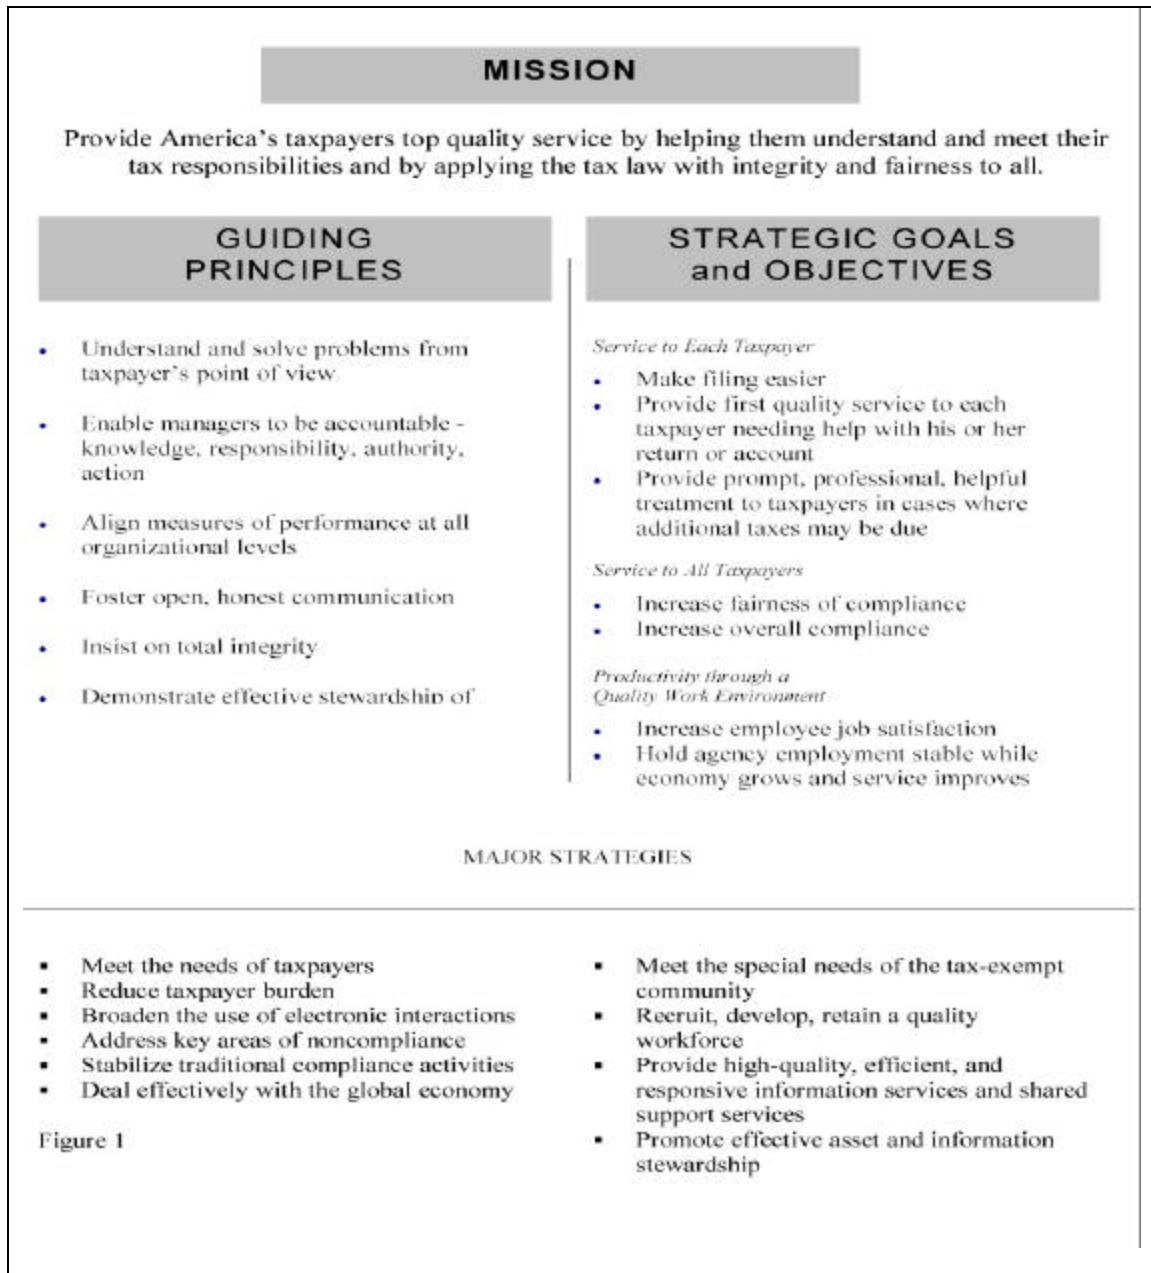 MISSION
Provide America's taxpayers top quality service by helping them understand and meet their
tax responsibilities and by applying the tax law with integrity and fairness to all.
GUIDING
PRINCIPLES
• Understand and solve problems from
taxpayer's point of view
• Enable managers to be accountable -
knowledge, responsibility, authority,
action
• Align measures of performance at all
organizational levels
• Foster open, honest communication
• Insist on total integrity
• Demonstrate effective stewardship of
STRATEGIC GOALS
and OBJECTIVES
Service to Each Taxpayer
• Make filing easier
• Provide first quality service to each
taxpayer needing help with his or her
return or account
• Provide prompt, professional, helpful
treatment to taxpayers in cases where
additional taxes may be due
Service to All Taxpayers
• Increase fairness of compliance
• Increase overall compliance
Productivity through a
Quality Work Environment
• Increase employee job satisfaction
• Hold agency employment stable while
economy grows and service improves
MAJOR STRATEGIES
▪ Meet the needs of taxpayers
▪ Reduce taxpayer burden
▪ Broaden the use of electronic interactions
▪ Address key areas of noncompliance
▪ Stabilize traditional compliance activities
▪ Deal effectively with the global economy
Figure 1
▪ Meet the special needs of the tax-exempt
community
▪ Recruit, develop, retain a quality
workforce
▪ Provide high-quality, efficient, and
responsive information services and shared
support services
▪ Promote effective asset and information
stewardship